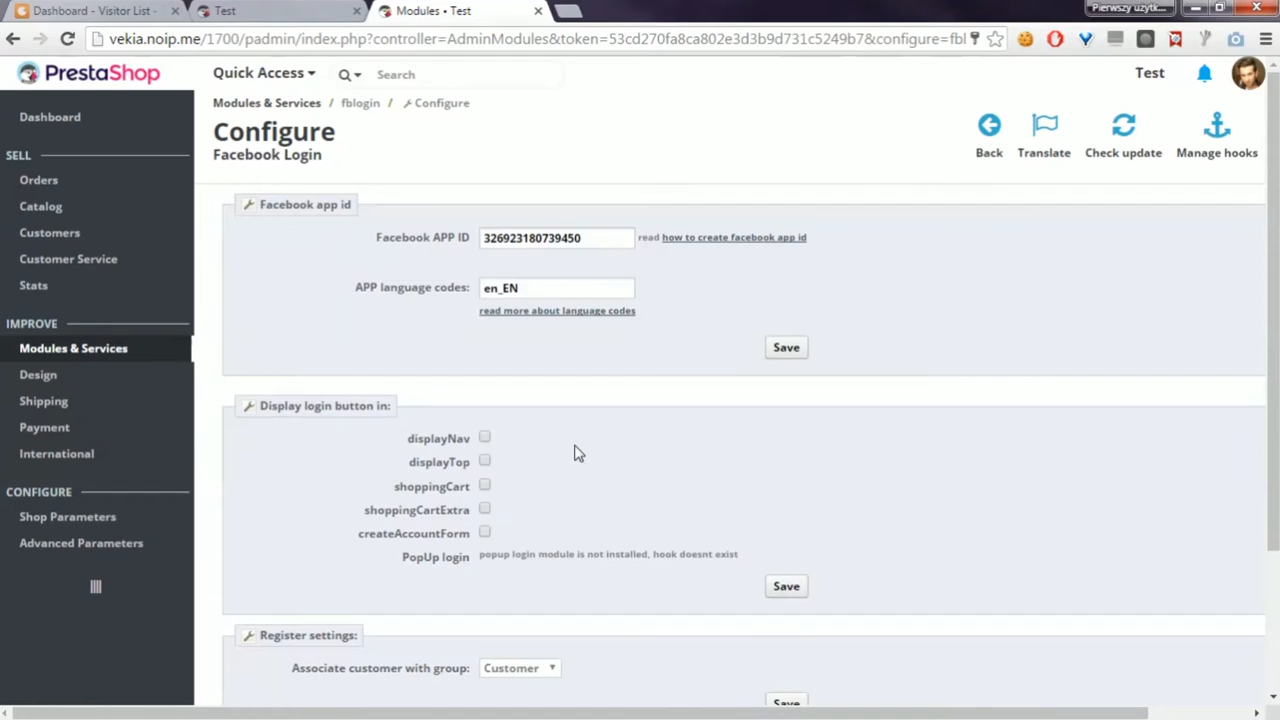 Dashboard - Visitor List -
Test
Modules • Test
Pierwszy użytk...
vekia.noip.me/1700/padmin/index.php?controller=AdminModules&token=53cd270fa8ca802e3d3b9d731c5249b7&configure=fbl
PrestaShop
Quick Access
Search
Test
Modules & Services / fblogin / Configure
Configure
Facebook Login
Back
Translate
Check update
Manage hooks
Dashboard
SELL
Orders
Catalog
Customers
Customer Service
Stats
IMPROVE
Modules & Services
Design
Shipping
Payment
International
CONFIGURE
Shop Parameters
Advanced Parameters
Facebook app id
Facebook APP ID 326923180739450 read how to create facebook app id
APP language codes: en_EN
read more about language codes
Save
Display login button in:
displayNav
displayTop
shoppingCart
shoppingCartExtra
createAccountForm
PopUp login popup login module is not installed, hook doesnt exist
Save
Register settings:
Associate customer with group: Customer
Save